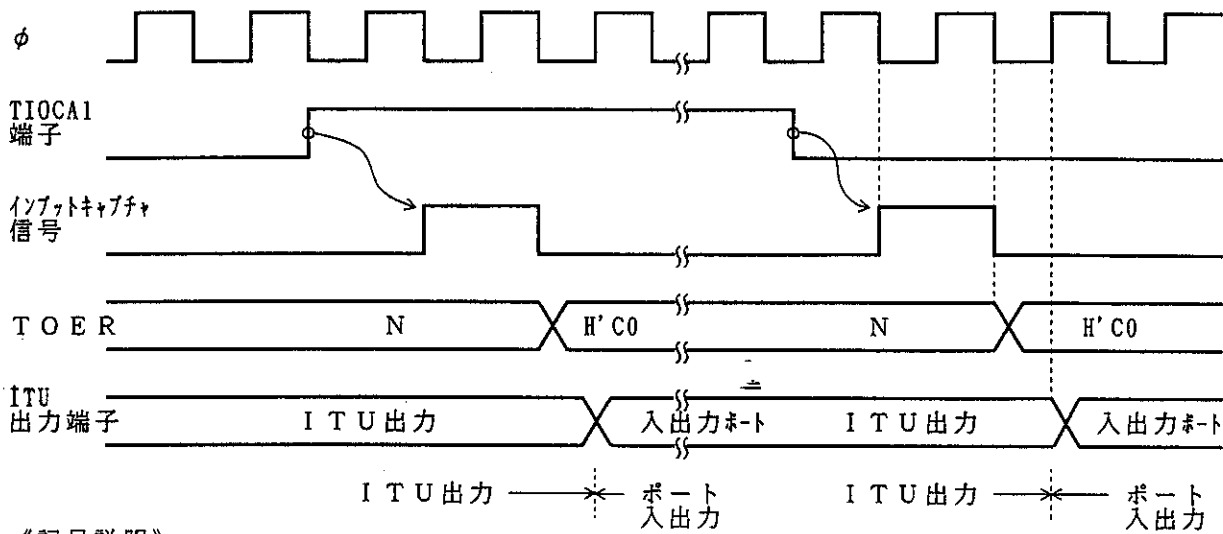 φ
TIOCA1
端子
インプットキャプチャ
信号
TOER
N
H'C0
N
H'C0
ITU
出力端子
ITU出力
入出力ポート
ITU出力
入出力ポート
ITU出力
ポート
入出力
ITU出力
ポート
入出力